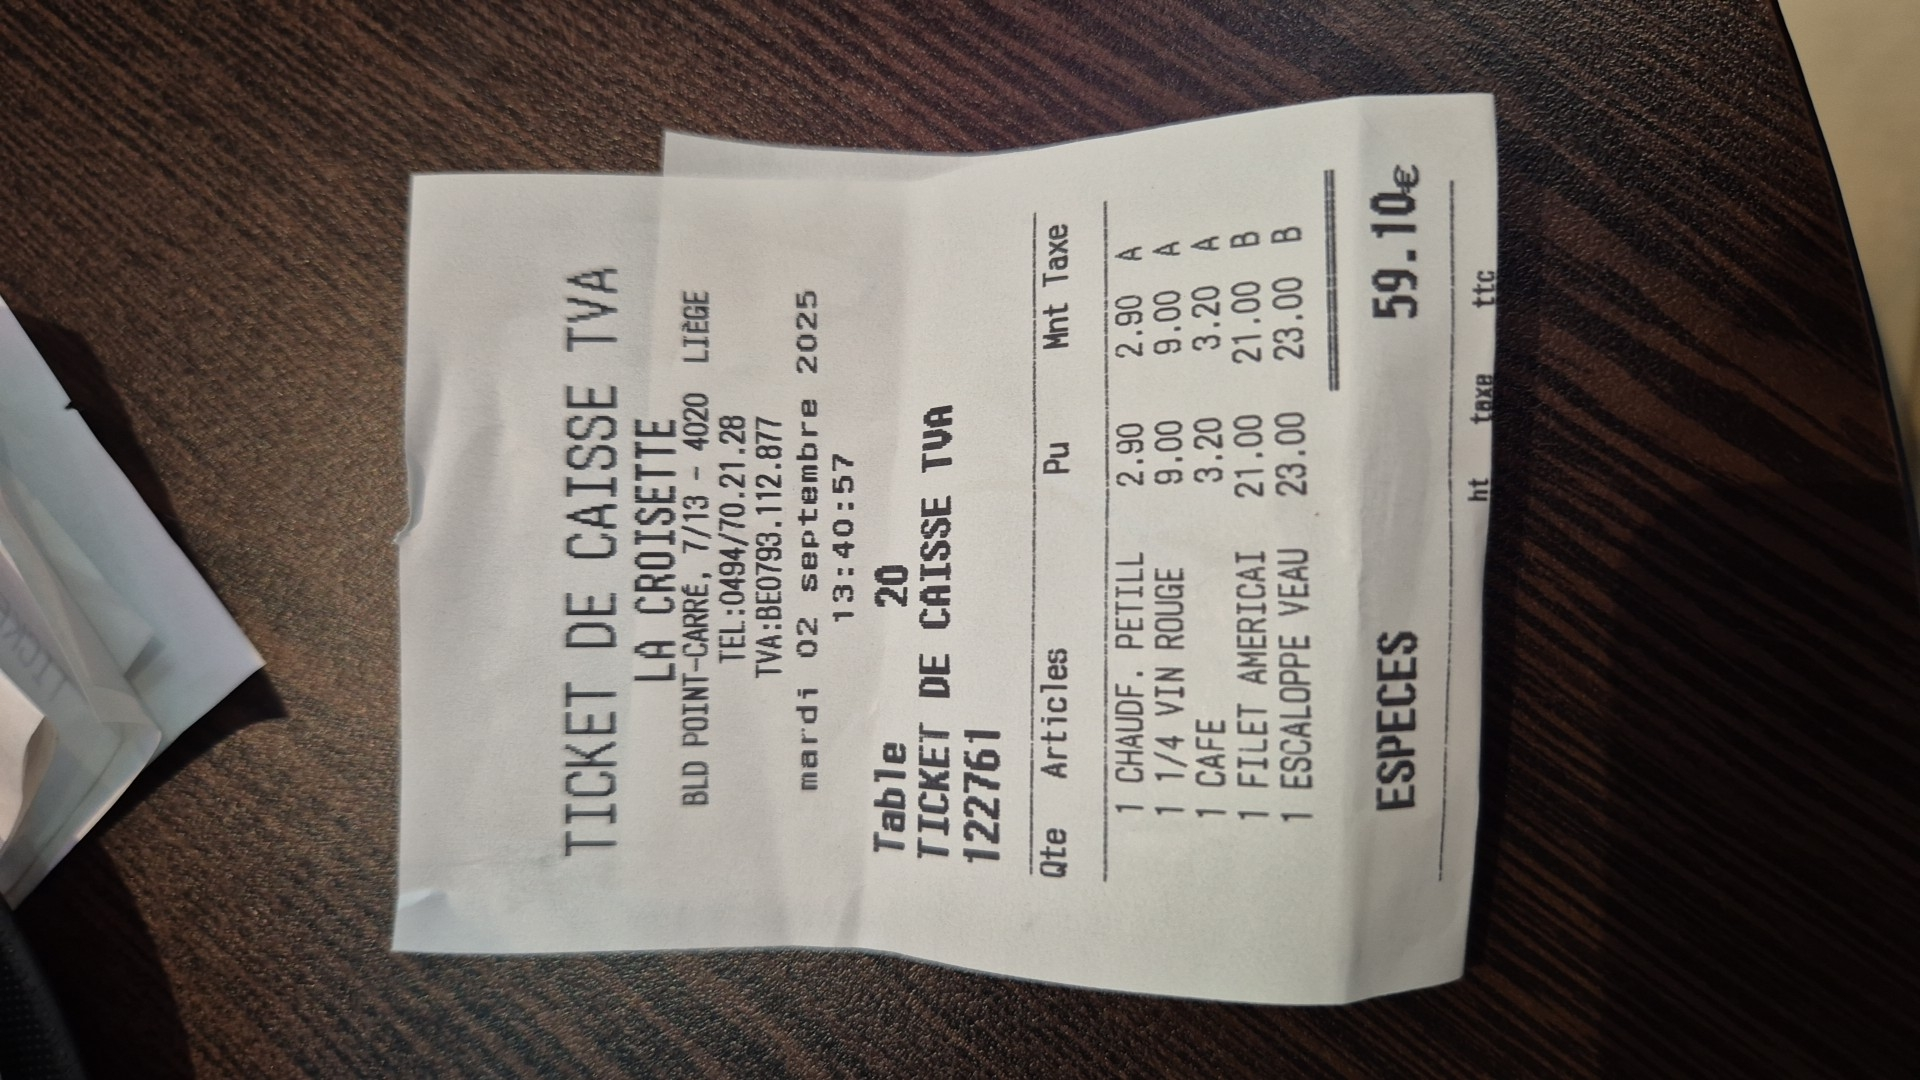 TICKET DE CAISSE TVA
LA CROISETTE
BLD POINT-CARRÉ, 7/13 - 4020 LIÈGE
TEL:0494/70.21.28
TVA:BE0793.112.877
mardi 02 septembre 2025
13:40:57
Table 20
TICKET DE CAISSE TVA
122761
Qte Articles Pu Mnt Taxe
1 CHAUDF. PETILL 2.90 2.90 A
1 1/4 VIN ROUGE 9.00 9.00 A
1 CAFE 3.20 3.20 A
1 FILET AMERICAI 21.00 21.00 B
1 ESCALOPPE VEAU 23.00 23.00 B
ESPECES 59.10€
ht taxe ttc